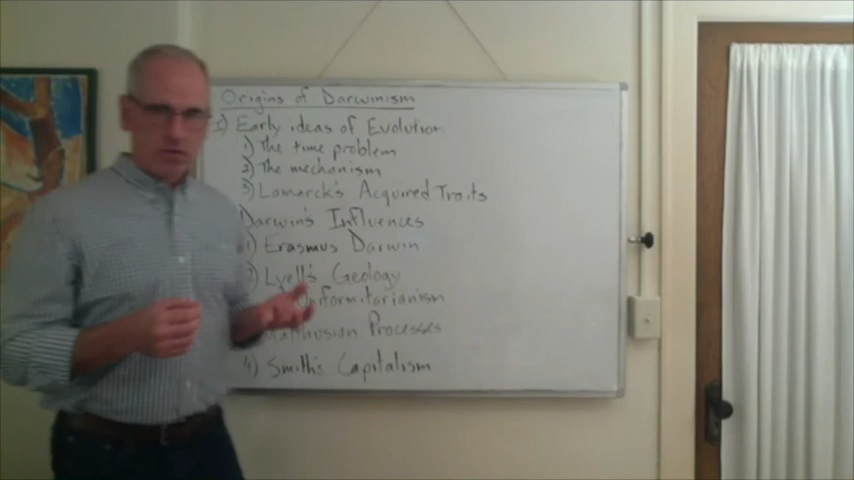 Origins of Darwinism
I) Early ideas of Evolution
1) The time problem
2) The mechanism
3) Lamarck's Acquired Traits
Darwin's Influences
1) Erasmus Darwin
2) Lyell's Geology
Uniformitarianism
Malthusian Processes
4) Smith's Capitalism